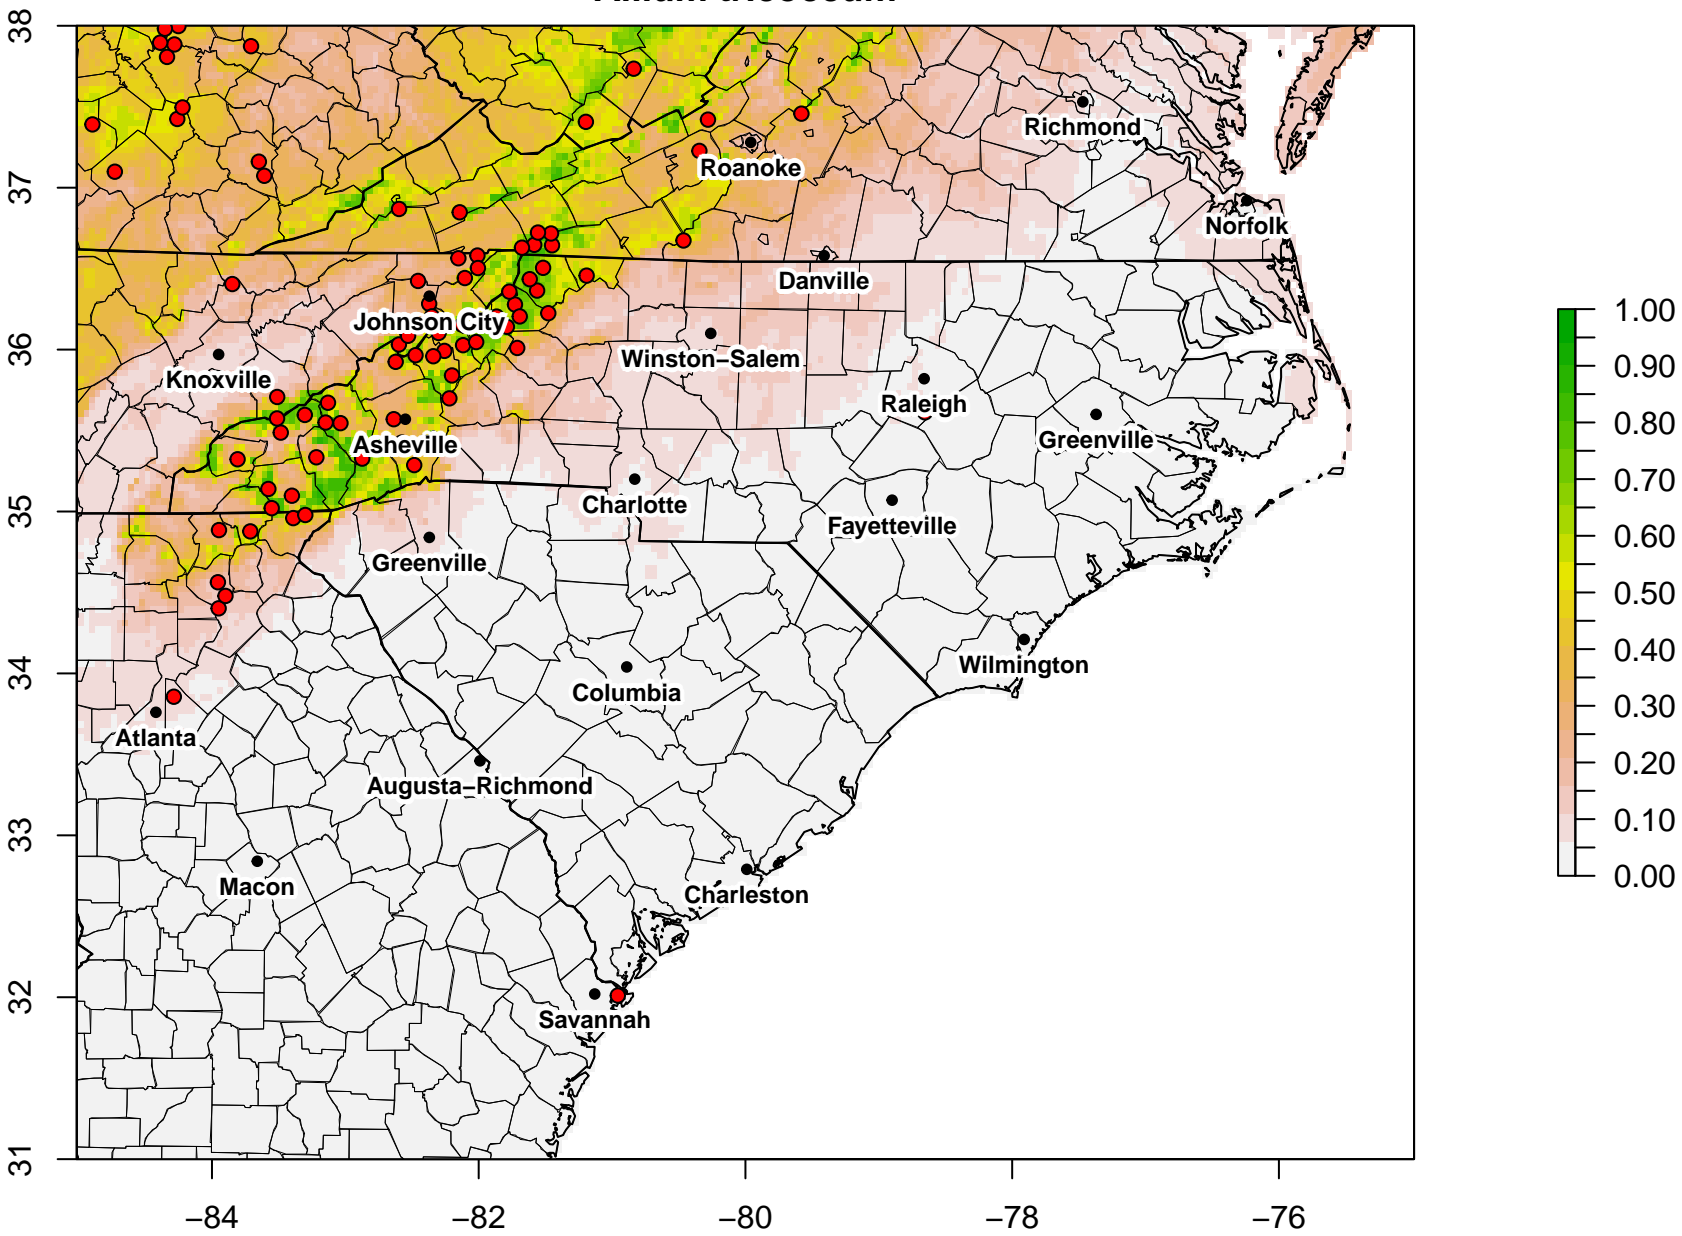 38
37
36
35
34
33
32
31
Richmond
Roanoke
Norfolk
Danville
Johnson City
Winston−Salem
Knoxville
Raleigh
Greenville
Asheville
Charlotte
Fayetteville
Greenville
Wilmington
Columbia
Atlanta
Augusta−Richmond
Macon
Charleston
Savannah
−84
−82
−80
−78
−76
1.00
0.90
0.80
0.70
0.60
0.50
0.40
0.30
0.20
0.10
0.00